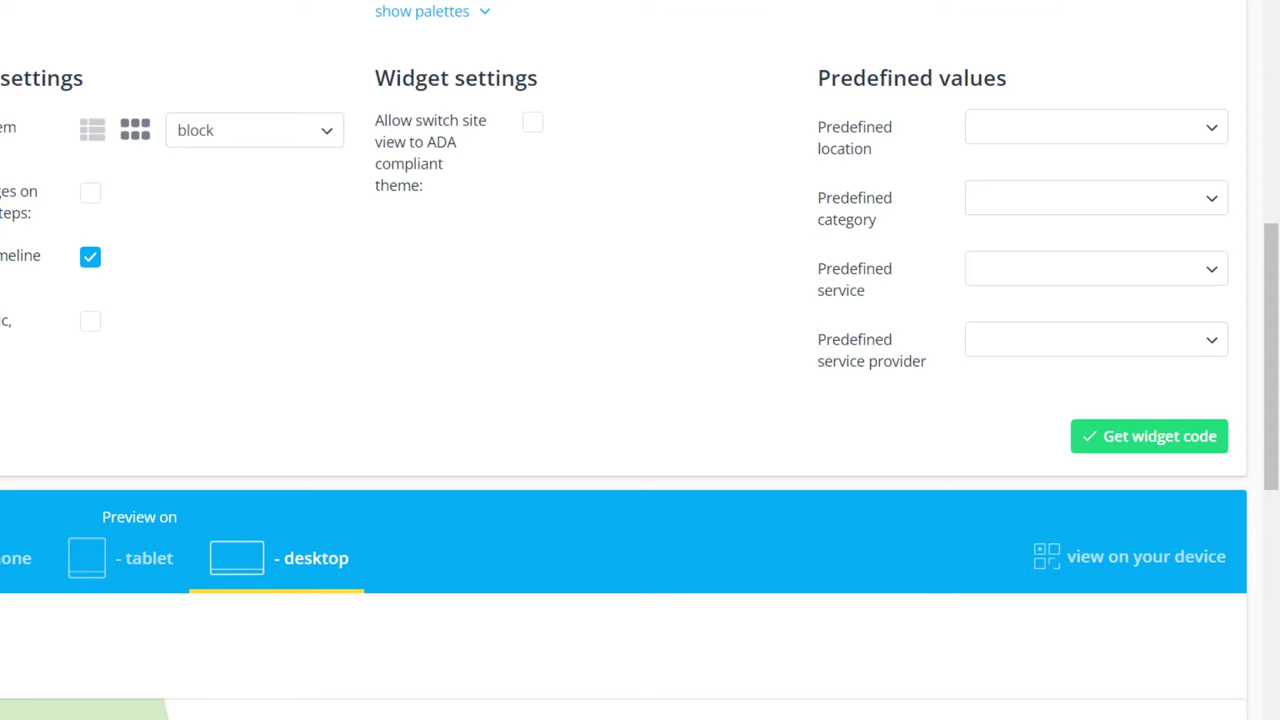 show palettes
settings
Widget settings
Predefined values
em
block
Allow switch site
view to ADA
compliant
theme:
Predefined
location
ges on
teps:
Predefined
category
meline
Predefined
service
ic,
Predefined
service provider
Get widget code
Preview on
one
- tablet
- desktop
view on your device